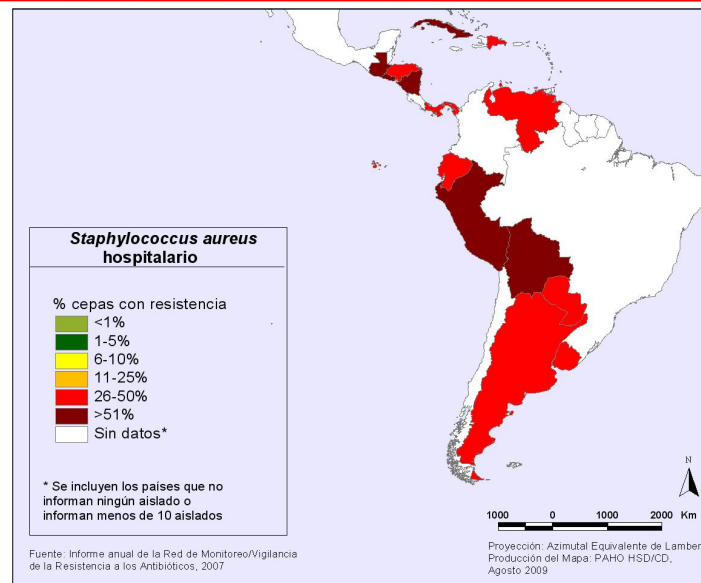 Staphylococcus aureus
hospitalario
% cepas con resistencia
<1%
1-5%
6-10%
11-25%
26-50%
>51%
Sin datos*
* Se incluyen los países que no
informan ningún aislado o
informan menos de 10 aislados
Fuente: Informe anual de la Red de Monitoreo/Vigilancia
de la Resistencia a los Antibióticos, 2007
N
1000 0 1000 2000 Km
Proyección: Azimutal Equivalente de Lamber
Producción del Mapa: PAHO HSD/CD,
Agosto 2009